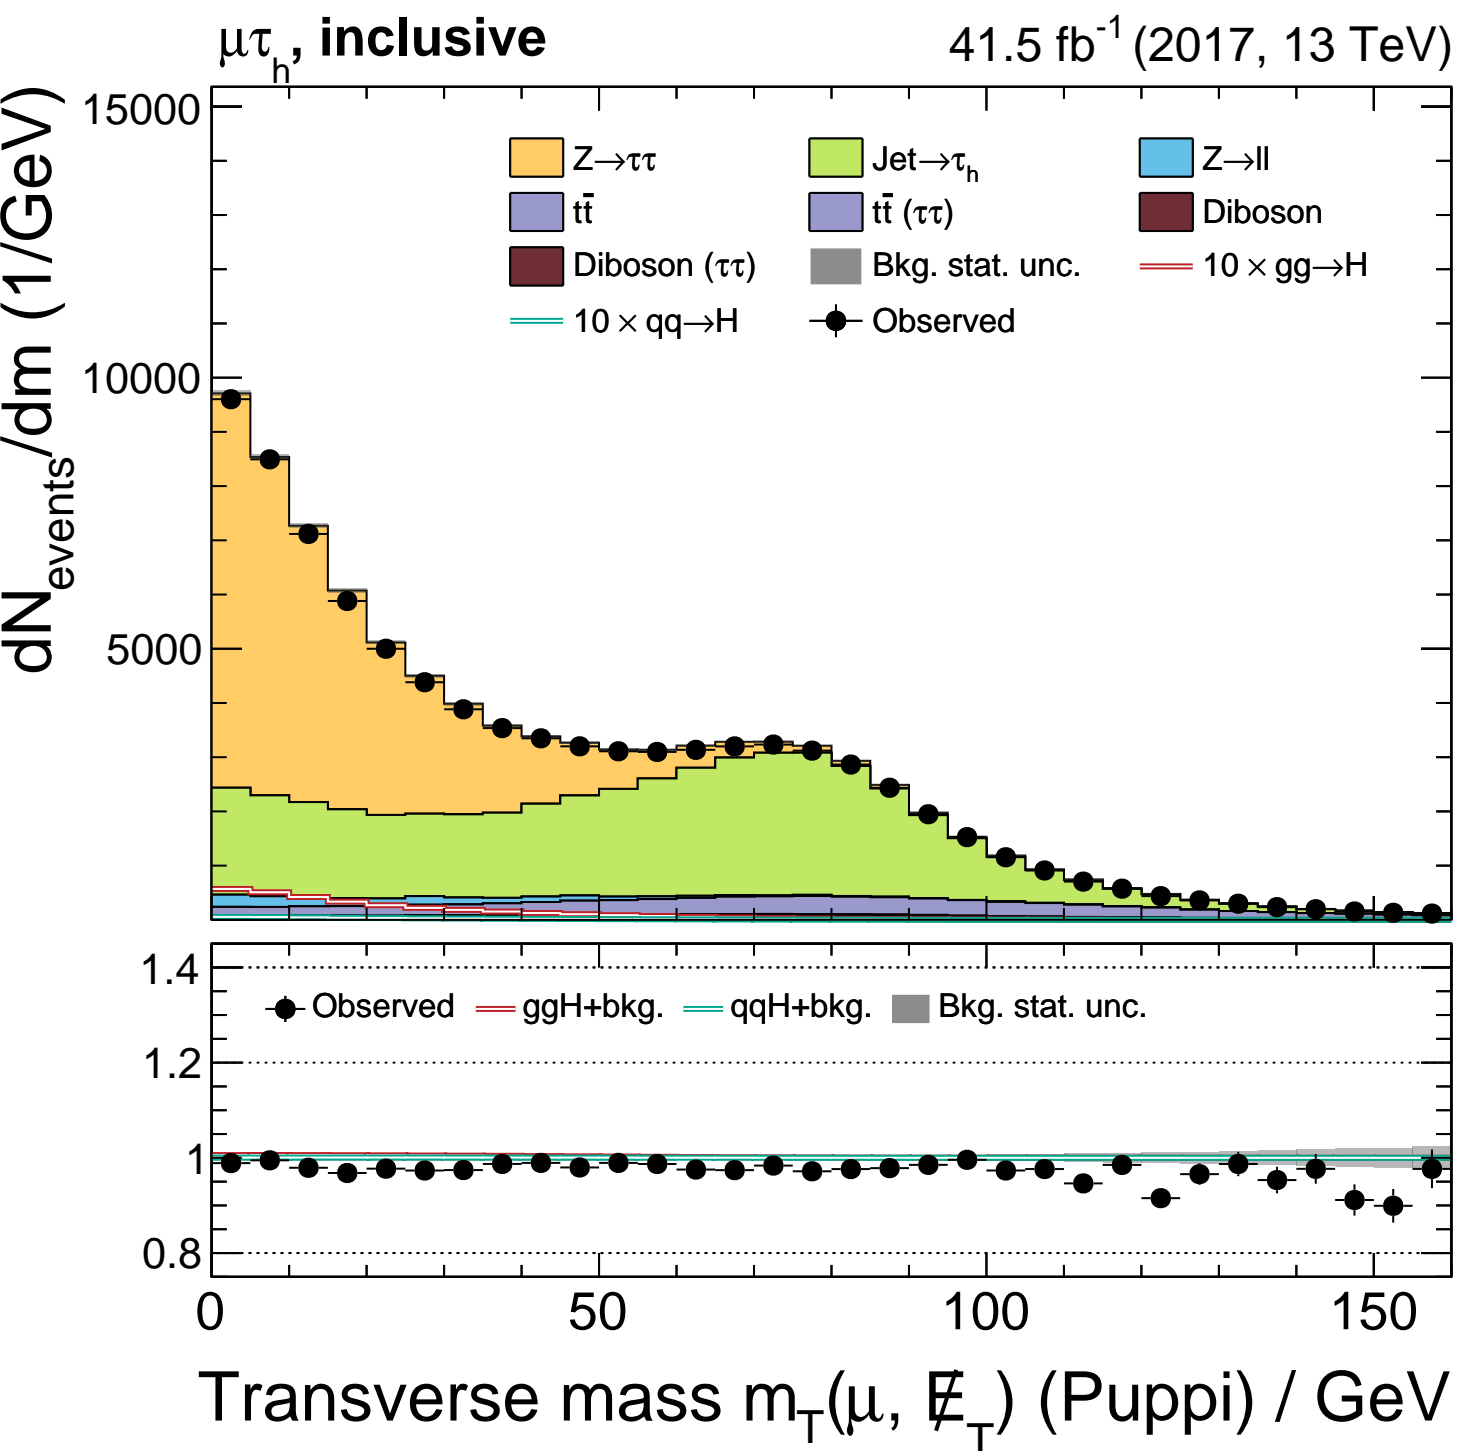 μτh, inclusive
41.5 fb-1 (2017, 13 TeV)
dNevents/dm (1/GeV)
15000
10000
5000
Z→ττ
Jet→τh
Z→ll
tt̄
tt̄ (ττ)
Diboson
Diboson (ττ)
Bkg. stat. unc.
10 × gg→H
10 × qq→H
Observed
1.4
1.2
1
0.8
Observed
ggH+bkg.
qqH+bkg.
Bkg. stat. unc.
0
50
100
150
Transverse mass mT(μ, E̸T) (Puppi) / GeV